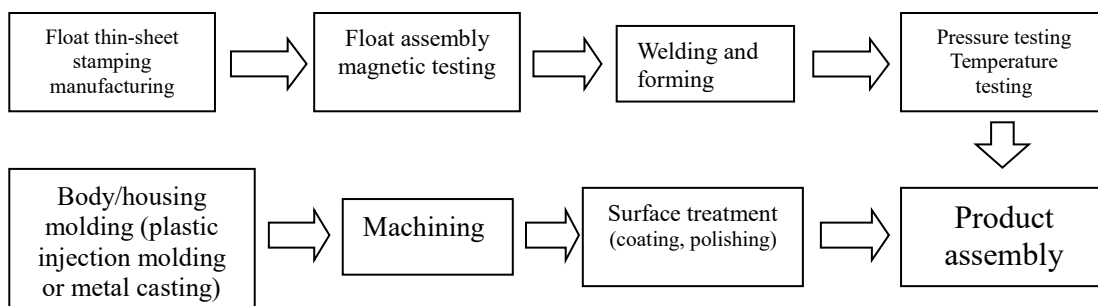 Float thin-sheet
stamping
manufacturing
Float assembly
magnetic testing
Welding and
forming
Pressure testing
Temperature
testing
Body/housing
molding (plastic
injection molding
or metal casting)
Machining
Surface treatment
(coating, polishing)
Product
assembly